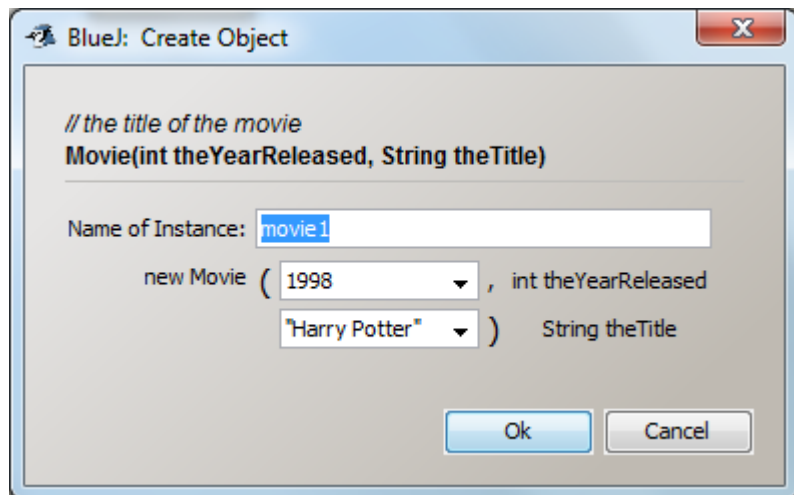 BlueJ: Create Object
// the title of the movie
Movie(int theYearReleased, String theTitle)
Name of Instance: movie1
new Movie ( 1998 , int theYearReleased
"Harry Potter" ) String theTitle
Ok Cancel